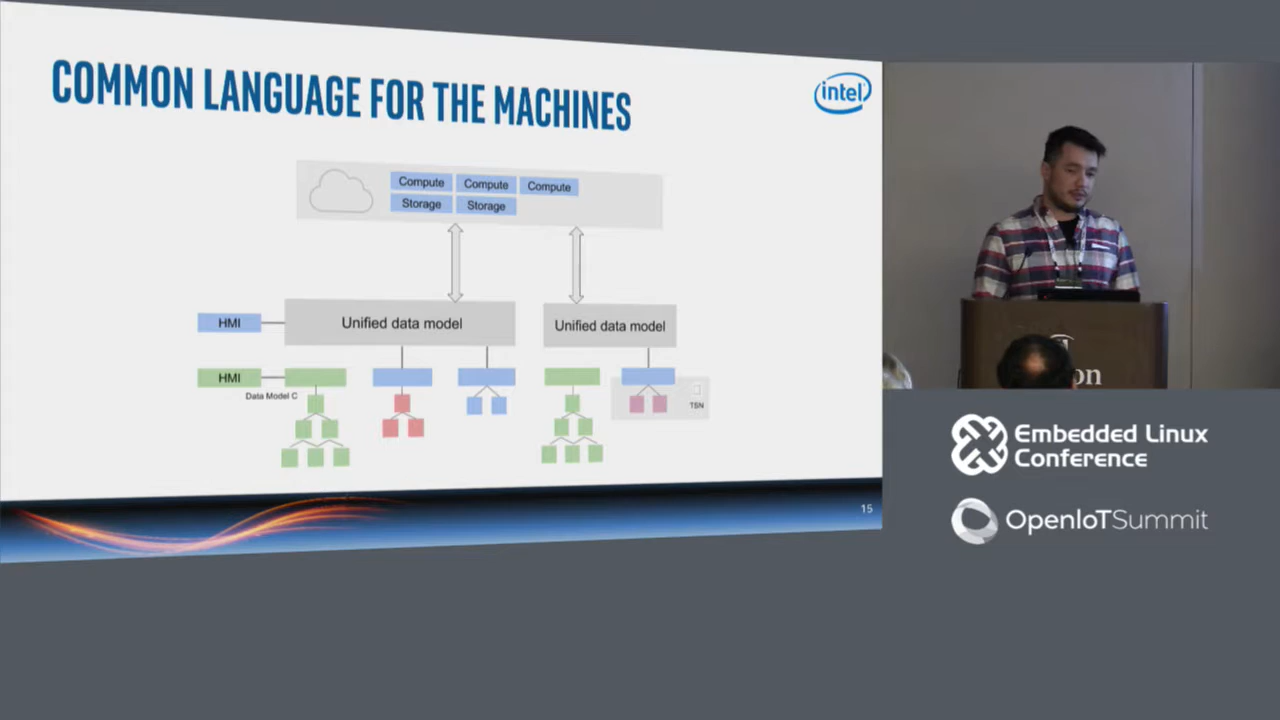 COMMON LANGUAGE FOR THE MACHINES
intel
Compute Compute Compute
Storage Storage
HMI Unified data model Unified data model
HMI
Data Model C
TSN
15
on
Embedded Linux
Conference
OpenIoTSummit